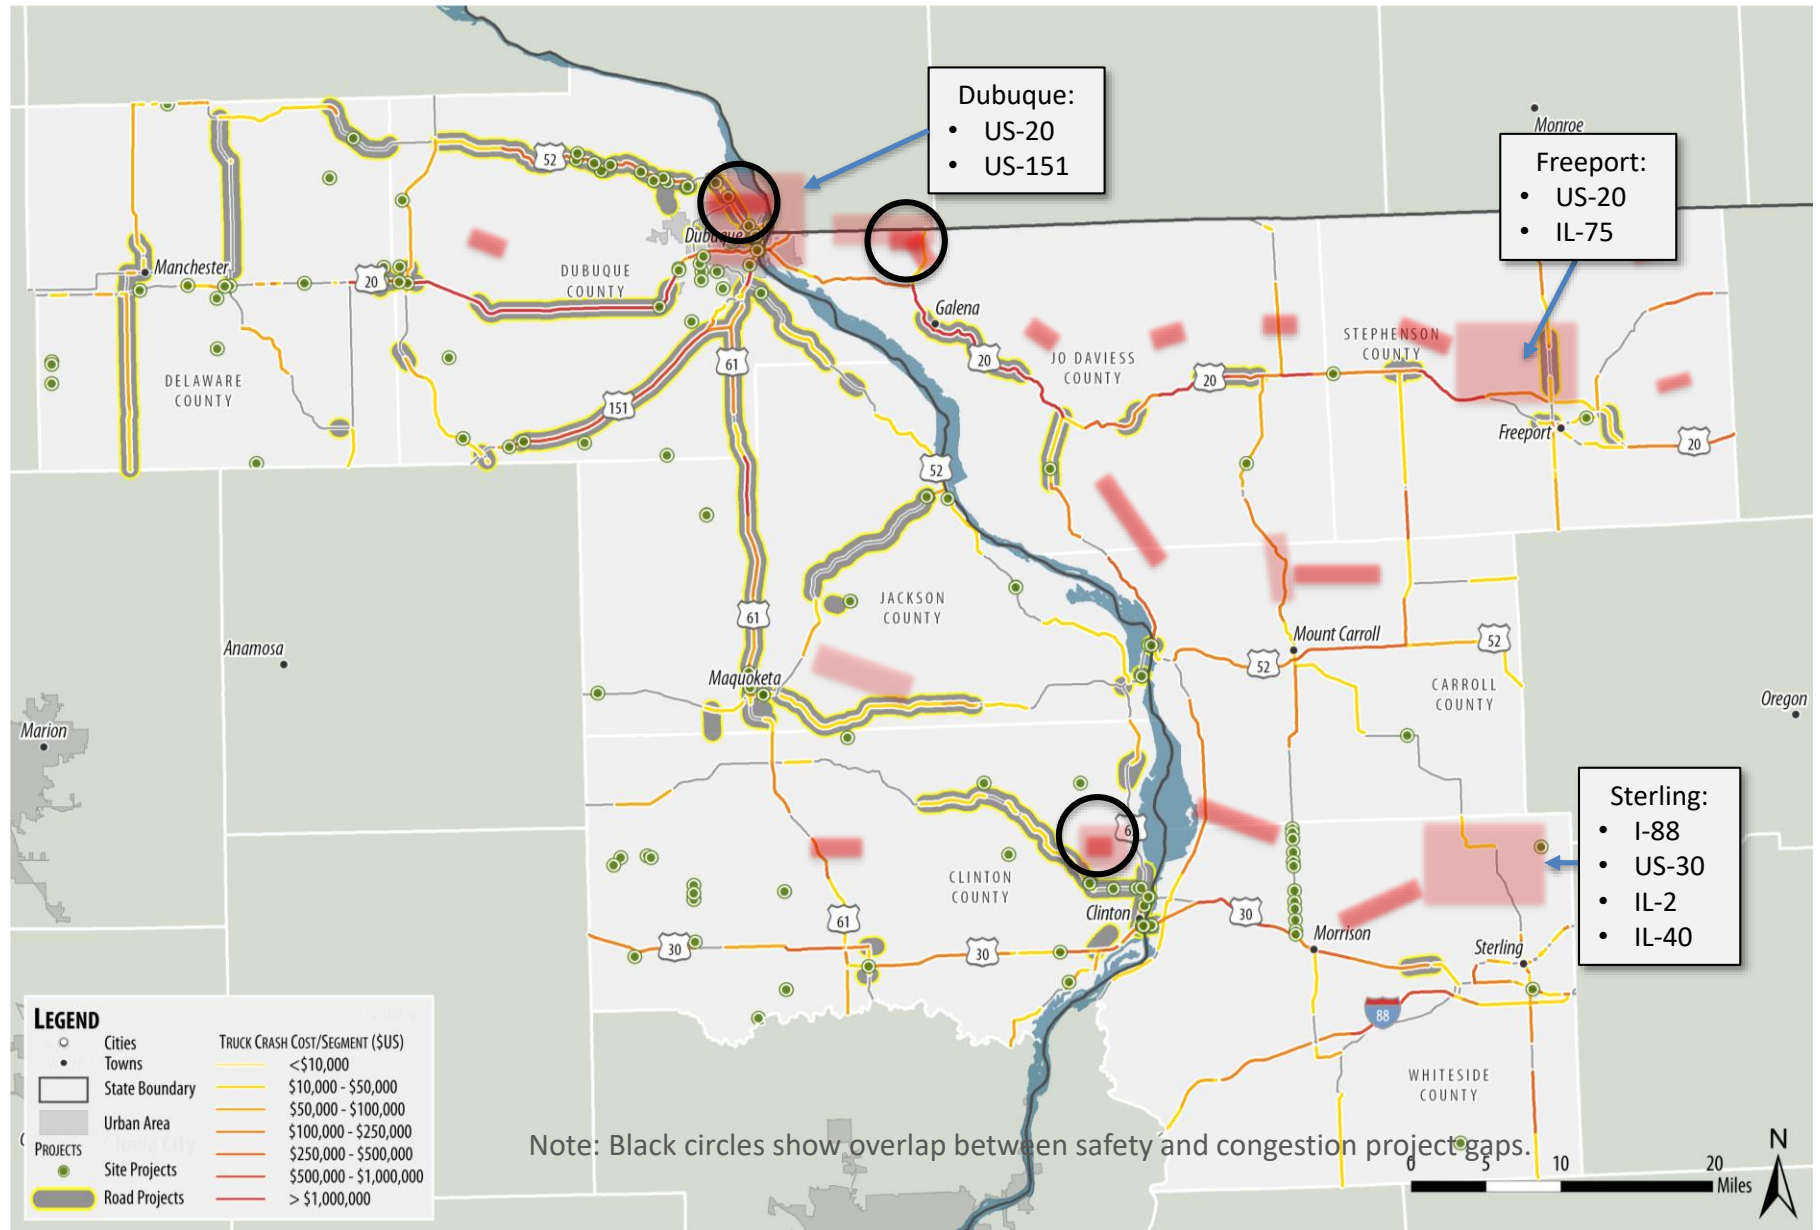 Dubuque:
• US-20
• US-151
Monroe
Freeport:
• US-20
• IL-75
52
Dubuque
Manchester
20
DUBUQUE
COUNTY
Galena
20
JO DAVIESS
COUNTY
20
STEPHENSON
COUNTY
DELAWARE
COUNTY
61
151
Freeport
20
52
61
JACKSON
COUNTY
Anamosa
Mount Carroll
52
52
Maquoketa
CARROLL
COUNTY
Oregon
Marion
Sterling:
• I-88
• US-30
• IL-2
• IL-40
CLINTON
COUNTY
61
Clinton
30
30
30
Morrison
Sterling
88
WHITESIDE
COUNTY
LEGEND
Cities
Towns
State Boundary
Urban Area
PROJECTS
Site Projects
Road Projects
TRUCK CRASH COST/SEGMENT ($US)
<$10,000
$10,000 - $50,000
$50,000 - $100,000
$100,000 - $250,000
$250,000 - $500,000
$500,000 - $1,000,000
> $1,000,000
Note: Black circles show overlap between safety and congestion project gaps.
0 5 10 20
Miles
N